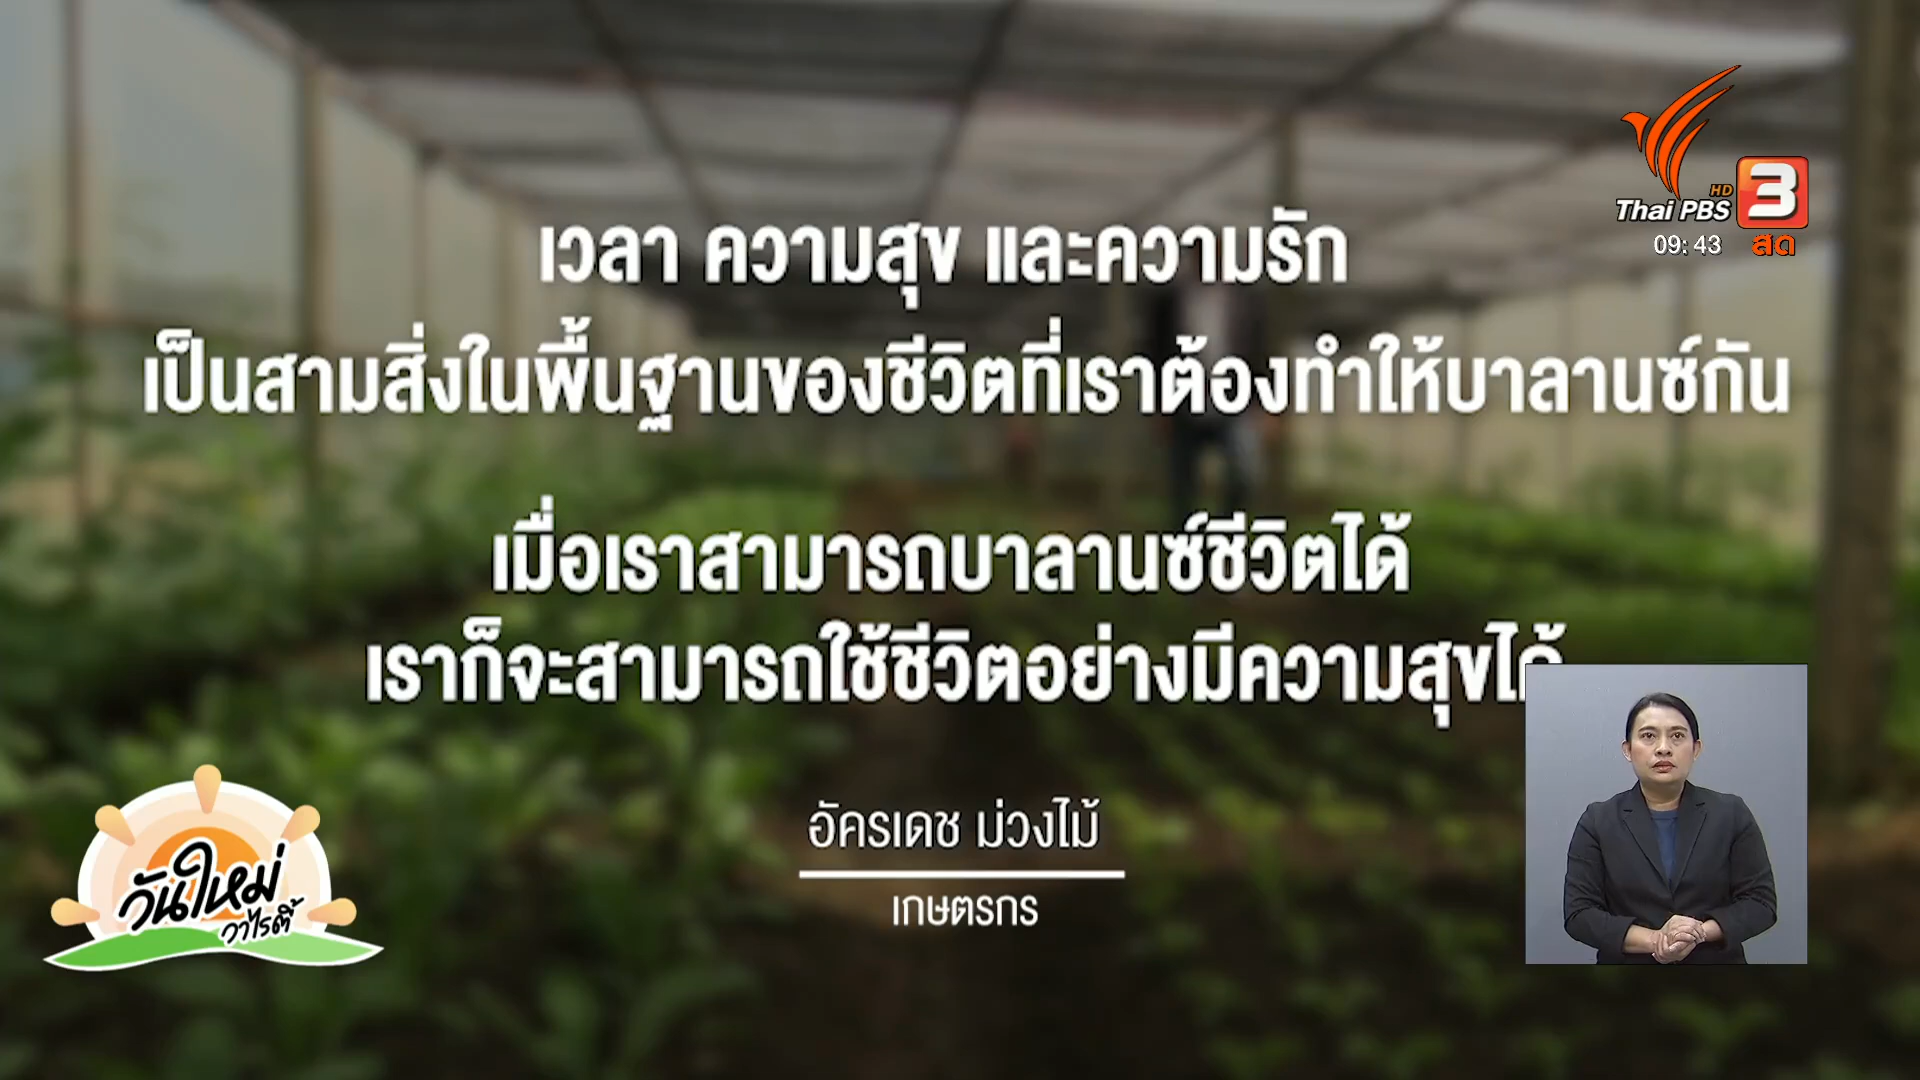 HD
Thai PBS 3
09:43 สด
เวลา ความสุข และความรัก
เป็นสามสิ่งในพื้นฐานของชีวิตที่เราต้องทำให้บาลานซ์กัน
เมื่อเราสามารถบาลานซ์ชีวิตได้
เราก็จะสามารถใช้ชีวิตอย่างมีความสุขได้
อัครเดช ม่วงไม้
เกษตรกร
วันใหม่
วาไรตี้